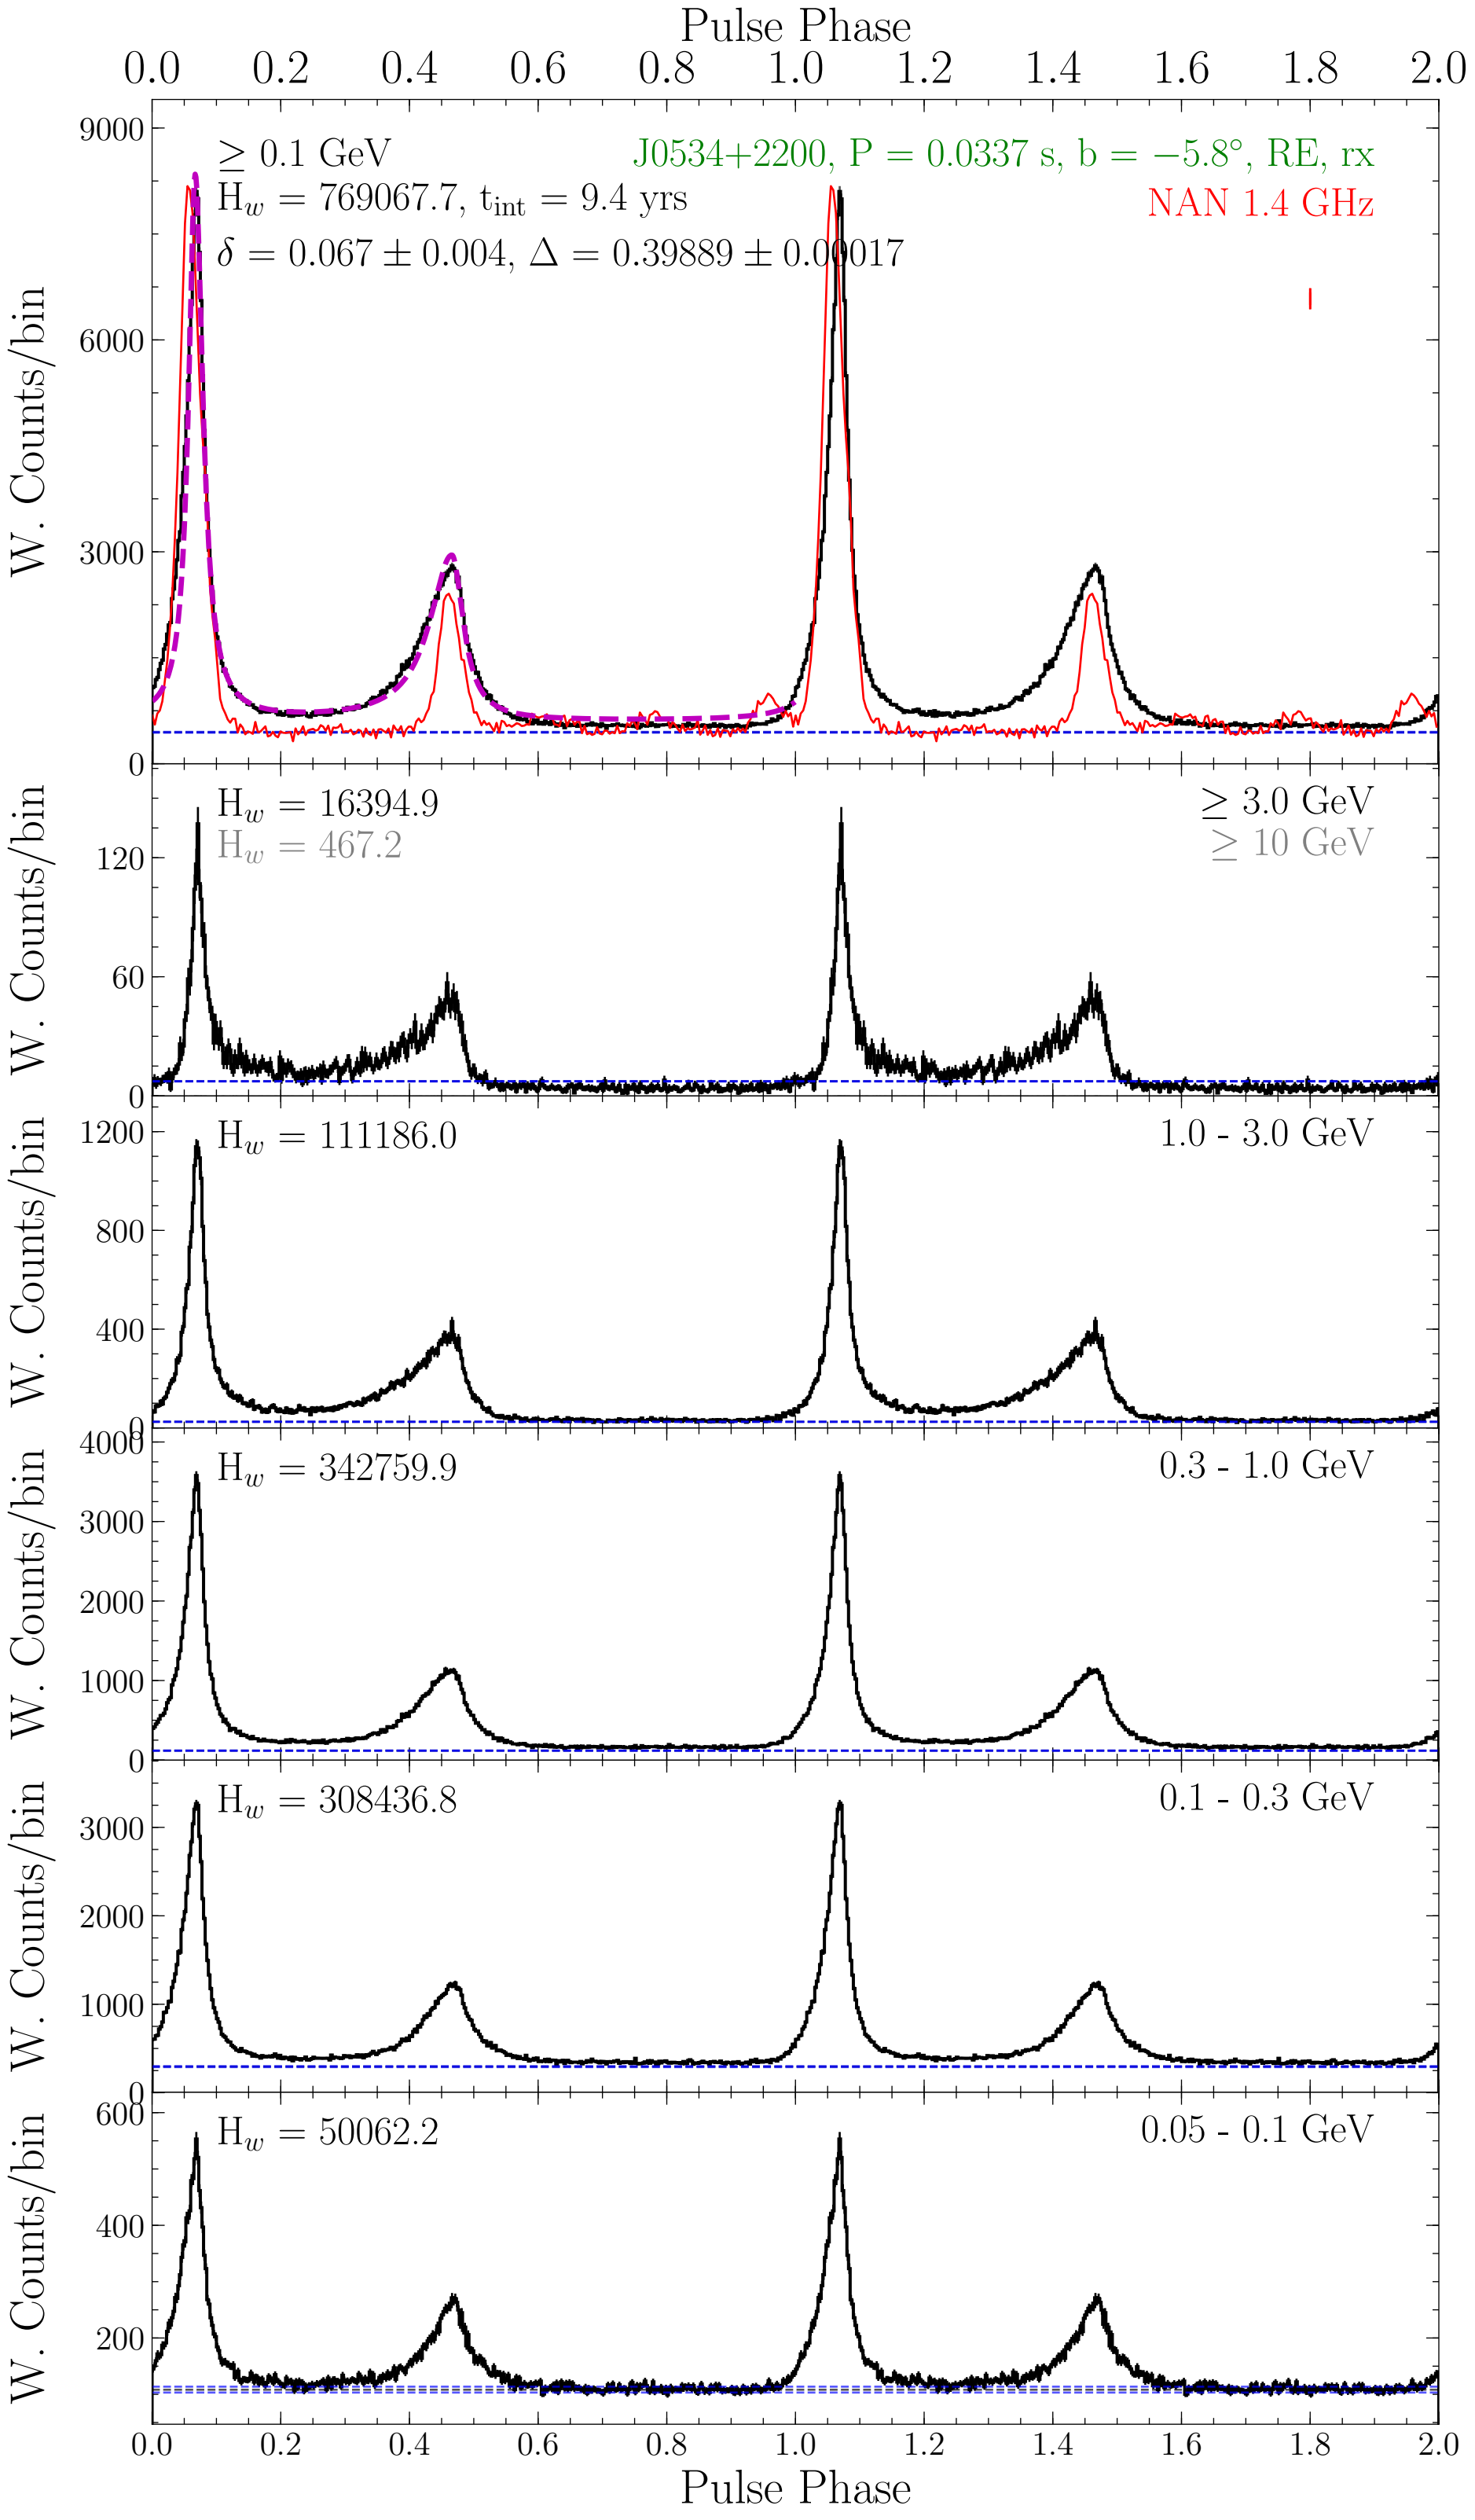 Pulse Phase
0.0 0.2 0.4 0.6 0.8 1.0 1.2 1.4 1.6 1.8 2.0
W. Counts/bin
9000
6000
3000
0
≥ 0.1 GeV
J0534+2200, P = 0.0337 s, b = −5.8°, RE, rx
H_w = 769067.7, t_int = 9.4 yrs
NAN 1.4 GHz
δ = 0.067 ± 0.004, Δ = 0.39889 ± 0.00017
W. Counts/bin
120
60
0
H_w = 16394.9
≥ 3.0 GeV
H_w = 467.2
≥ 10 GeV
W. Counts/bin
1200
800
400
0
H_w = 111186.0
1.0 - 3.0 GeV
W. Counts/bin
4000
3000
2000
1000
0
H_w = 342759.9
0.3 - 1.0 GeV
W. Counts/bin
3000
2000
1000
0
H_w = 308436.8
0.1 - 0.3 GeV
W. Counts/bin
600
400
200
H_w = 50062.2
0.05 - 0.1 GeV
0.0 0.2 0.4 0.6 0.8 1.0 1.2 1.4 1.6 1.8 2.0
Pulse Phase